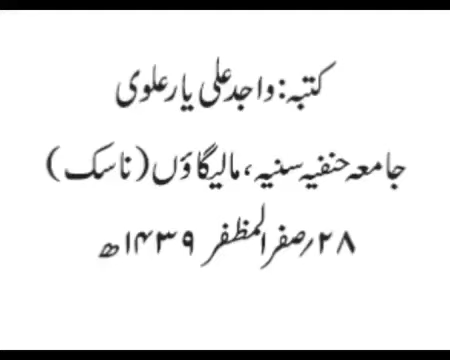 کتبہ: واجد علی یار علوی
جامعہ حنفیہ سنیہ، مالیگاؤں (ناسک)
۲۸؍صفر المظفر ۱۴۳۹ھ